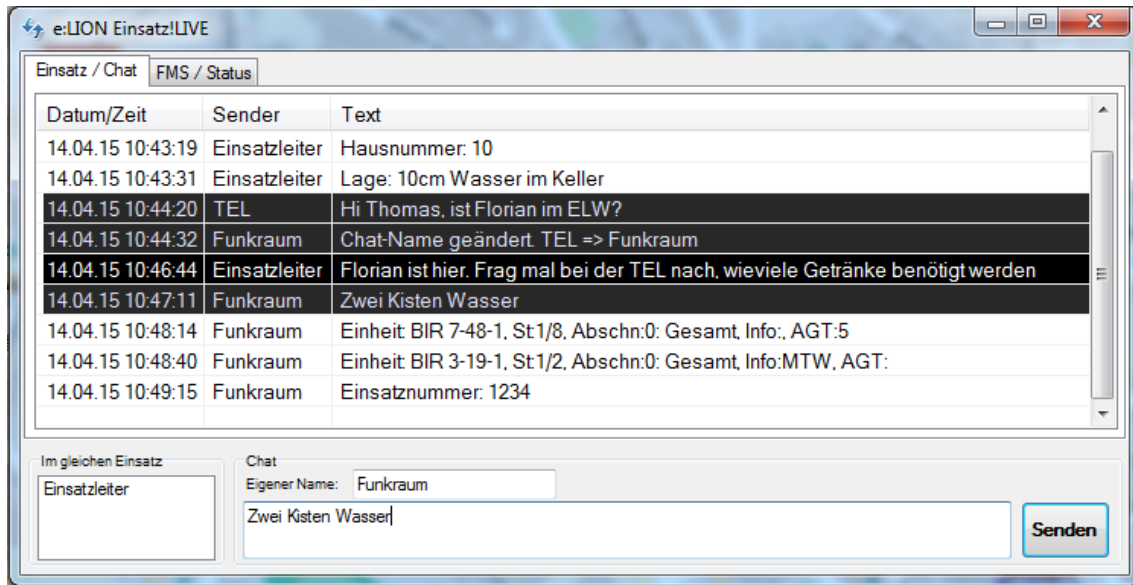 e:LION Einsatz!LIVE
Einsatz / Chat FMS / Status
Datum/Zeit Sender Text
14.04.15 10:43:19 Einsatzleiter Hausnummer: 10
14.04.15 10:43:31 Einsatzleiter Lage: 10cm Wasser im Keller
14.04.15 10:44:20 TEL Hi Thomas, ist Florian im ELW?
14.04.15 10:44:32 Funkraum Chat-Name geändert. TEL => Funkraum
14.04.15 10:46:44 Einsatzleiter Florian ist hier. Frag mal bei der TEL nach, wieviele Getränke benötigt werden
14.04.15 10:47:11 Funkraum Zwei Kisten Wasser
14.04.15 10:48:14 Funkraum Einheit: BIR 7-48-1, St:1/8, Abschn:0: Gesamt, Info:, AGT:5
14.04.15 10:48:40 Funkraum Einheit: BIR 3-19-1, St:1/2, Abschn:0: Gesamt, Info:MTW, AGT:
14.04.15 10:49:15 Funkraum Einsatznummer: 1234
Im gleichen Einsatz
Einsatzleiter
Chat
Eigener Name: Funkraum
Zwei Kisten Wasser
Senden